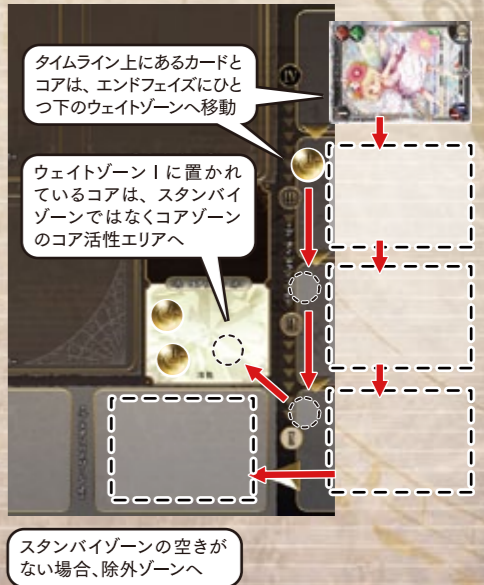 タイムライン上にあるカードと
コアは、エンドフェイズにひと
つ下のウェイトゾーンへ移動
ウェイトゾーンⅠに置かれ
ているコアは、スタンバイ
ゾーンではなくコアゾーン
のコア活性エリアへ
スタンバイゾーンの空きが
ない場合、除外ゾーンへ
Ⅳ